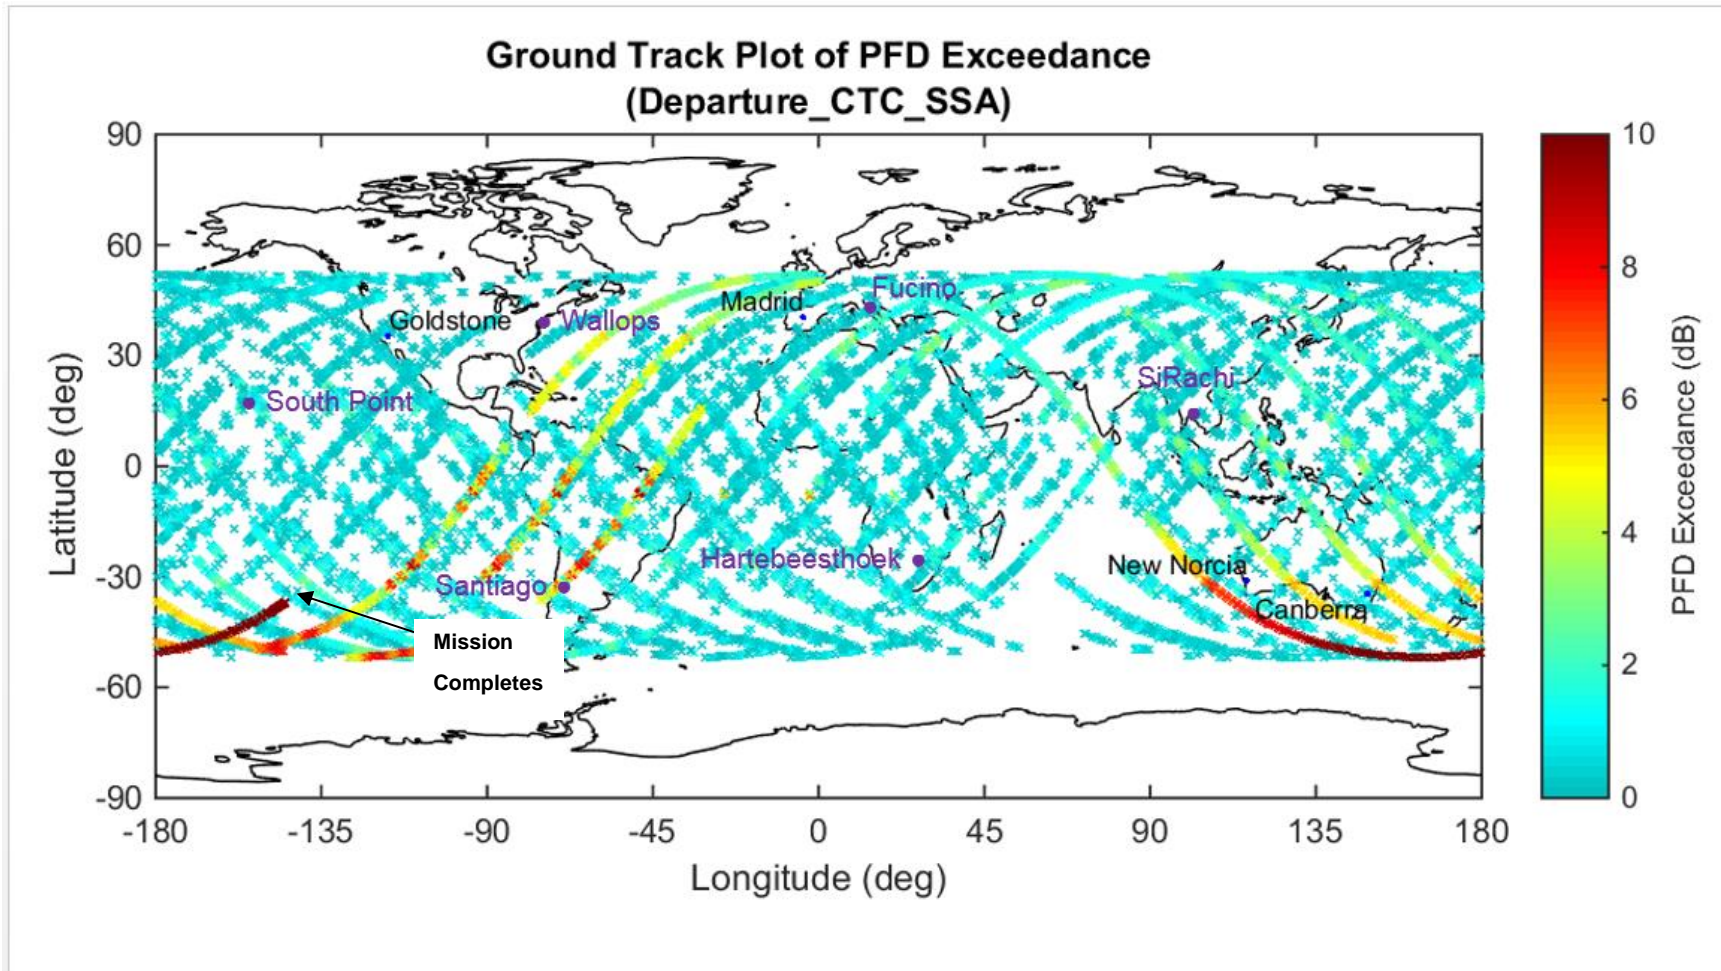 Ground Track Plot of PFD Exceedance
(Departure_CTC_SSA)
90
60
30
0
-30
-60
-90
Latitude (deg)
-180
-135
-90
-45
0
45
90
135
180
Longitude (deg)
Goldstone
Wallops
Madrid
Fucino
South Point
SiRachi
Santiago
Hartebeesthoek
New Norcia
Canberra
Mission
Completes
10
8
6
4
2
0
PFD Exceedance (dB)